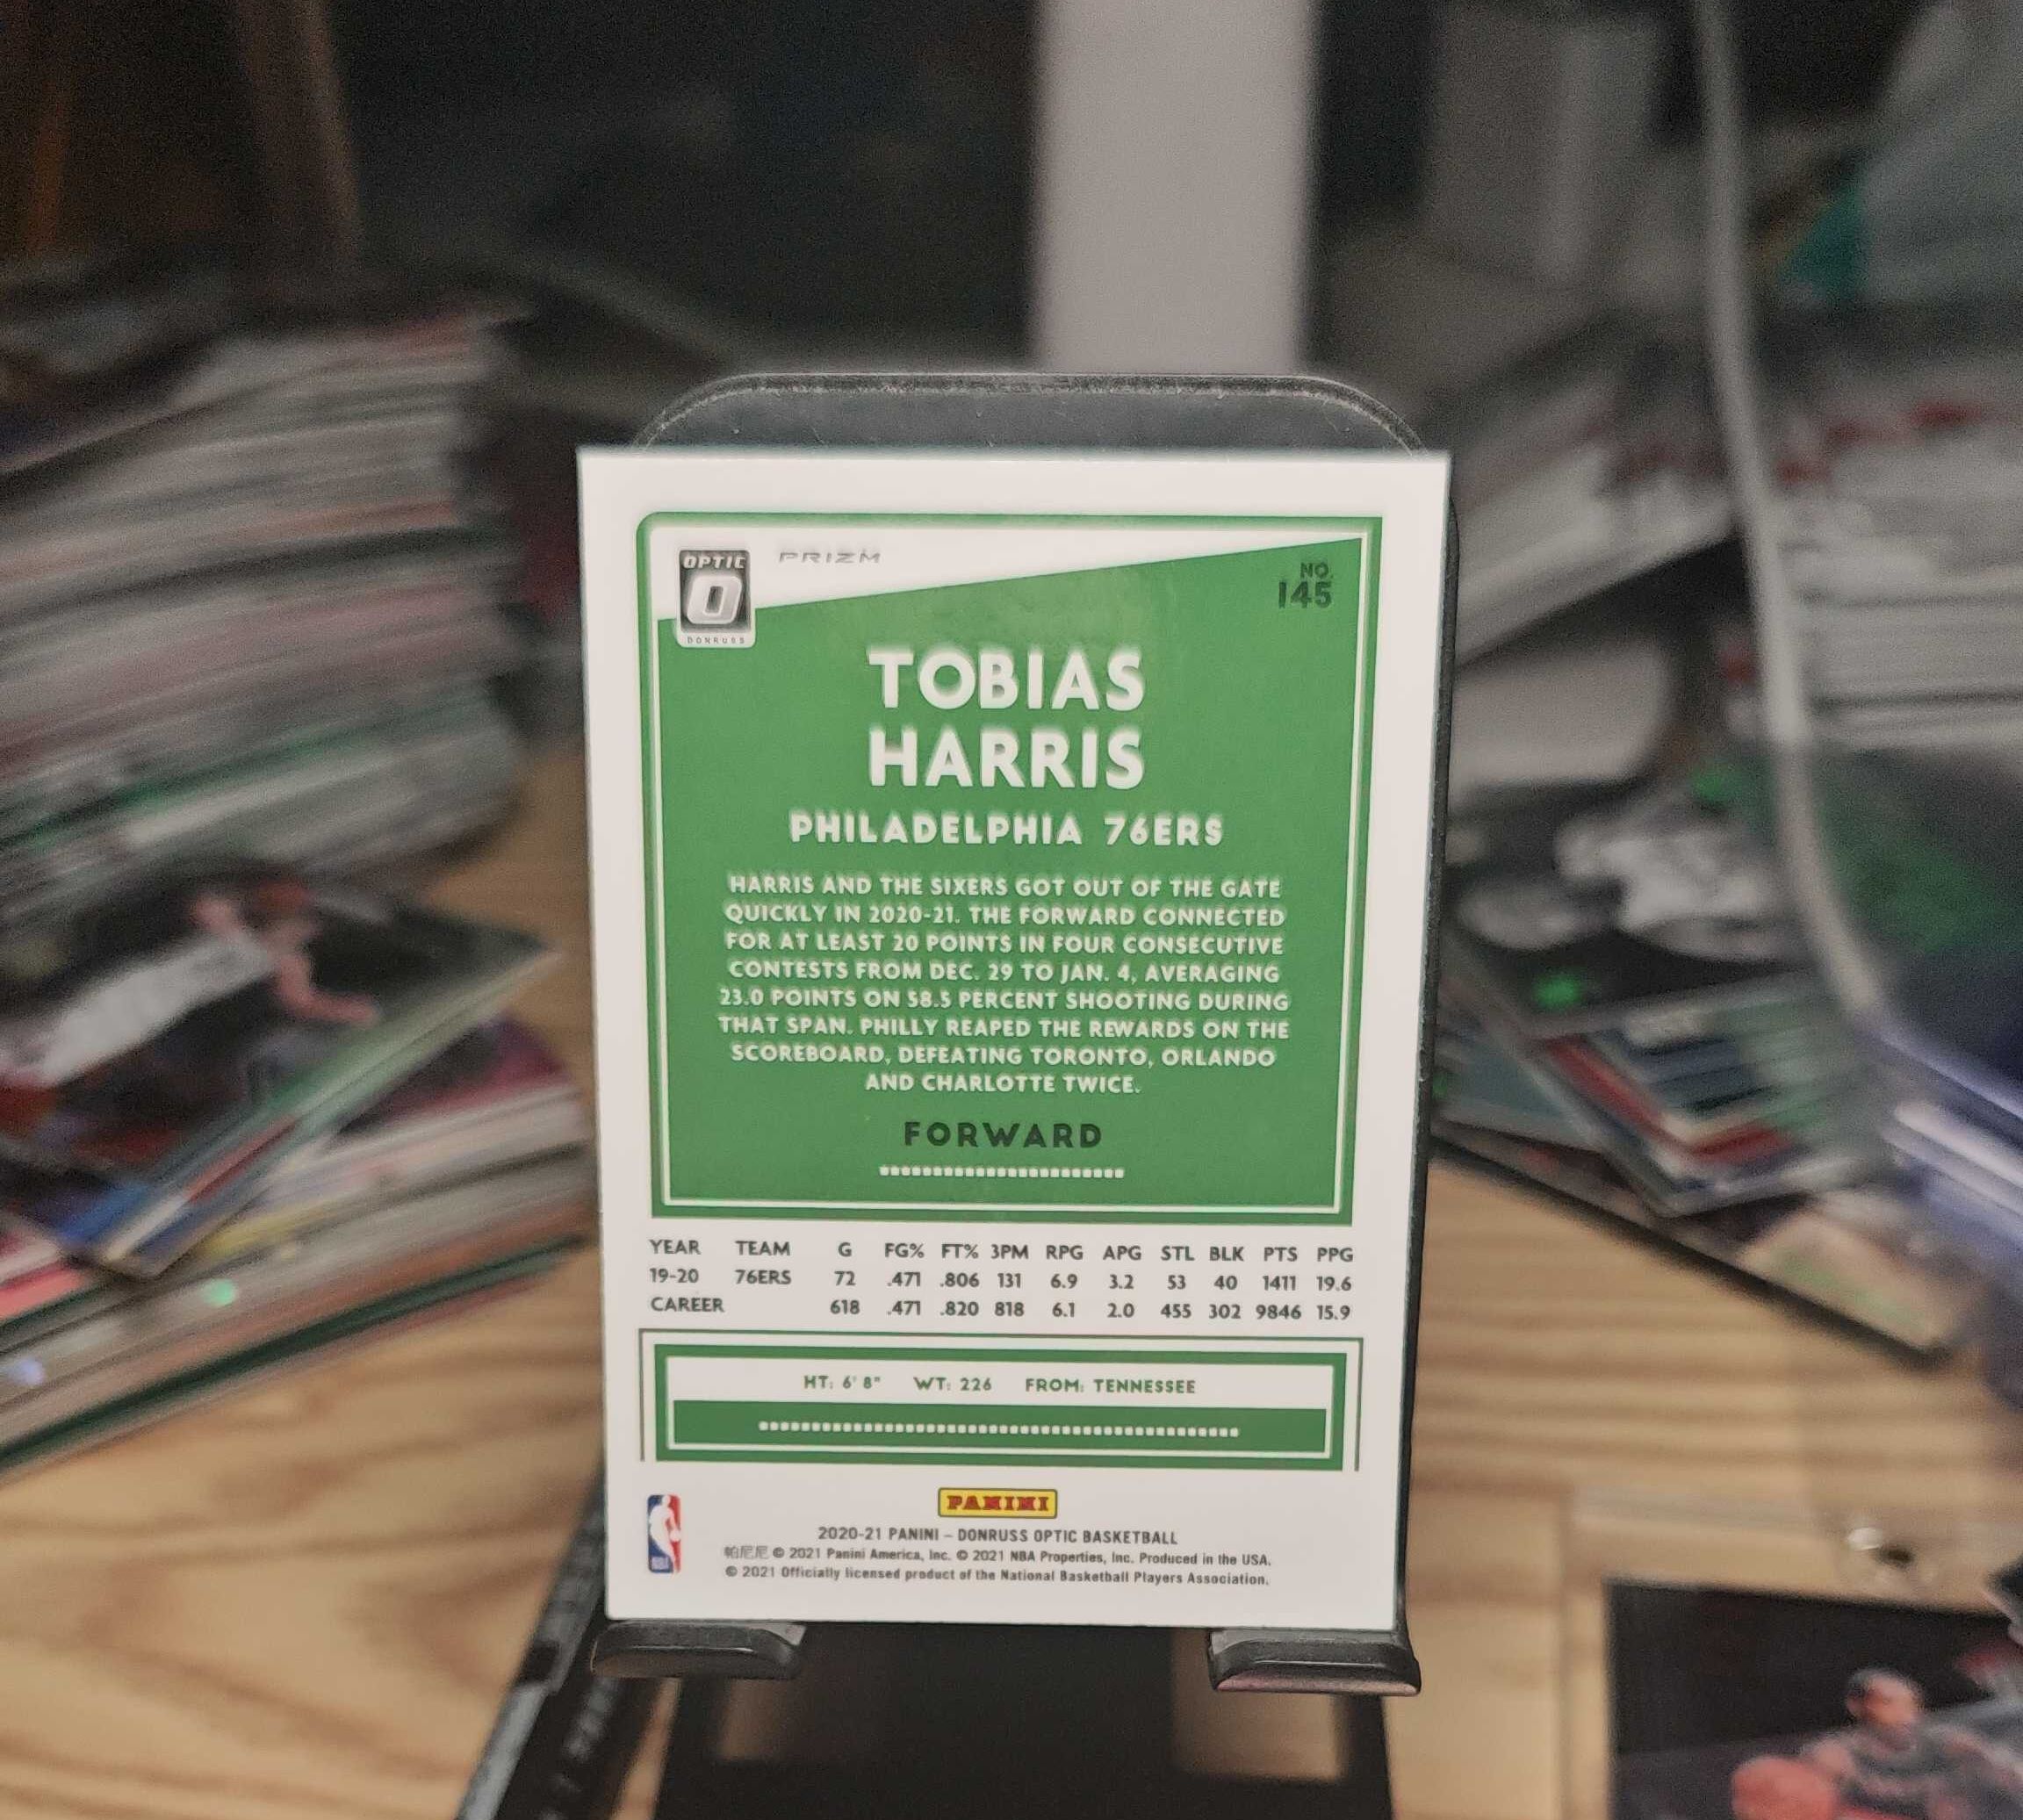 OPTIC
DONRUSS
PRIZM
NO.
145
TOBIAS
HARRIS
PHILADELPHIA 76ERS
HARRIS AND THE SIXERS GOT OUT OF THE GATE
QUICKLY IN 2020-21. THE FORWARD CONNECTED
FOR AT LEAST 20 POINTS IN FOUR CONSECUTIVE
CONTESTS FROM DEC. 29 TO JAN. 4, AVERAGING
23.0 POINTS ON 58.5 PERCENT SHOOTING DURING
THAT SPAN. PHILLY REAPED THE REWARDS ON THE
SCOREBOARD, DEFEATING TORONTO, ORLANDO
AND CHARLOTTE TWICE.
FORWARD
YEAR TEAM G FG% FT% 3PM RPG APG STL BLK PTS PPG
19-20 76ERS 72 .471 .806 131 6.9 3.2 53 40 1411 19.6
CAREER 618 .471 .820 818 6.1 2.0 455 302 9846 15.9
HT: 6' 8" WT: 226 FROM: TENNESSEE
PANINI
2020-21 PANINI – DONRUSS OPTIC BASKETBALL
帕尼尼 © 2021 Panini America, Inc. © 2021 NBA Properties, Inc. Produced in the USA.
© 2021 Officially licensed product of the National Basketball Players Association.
NBA